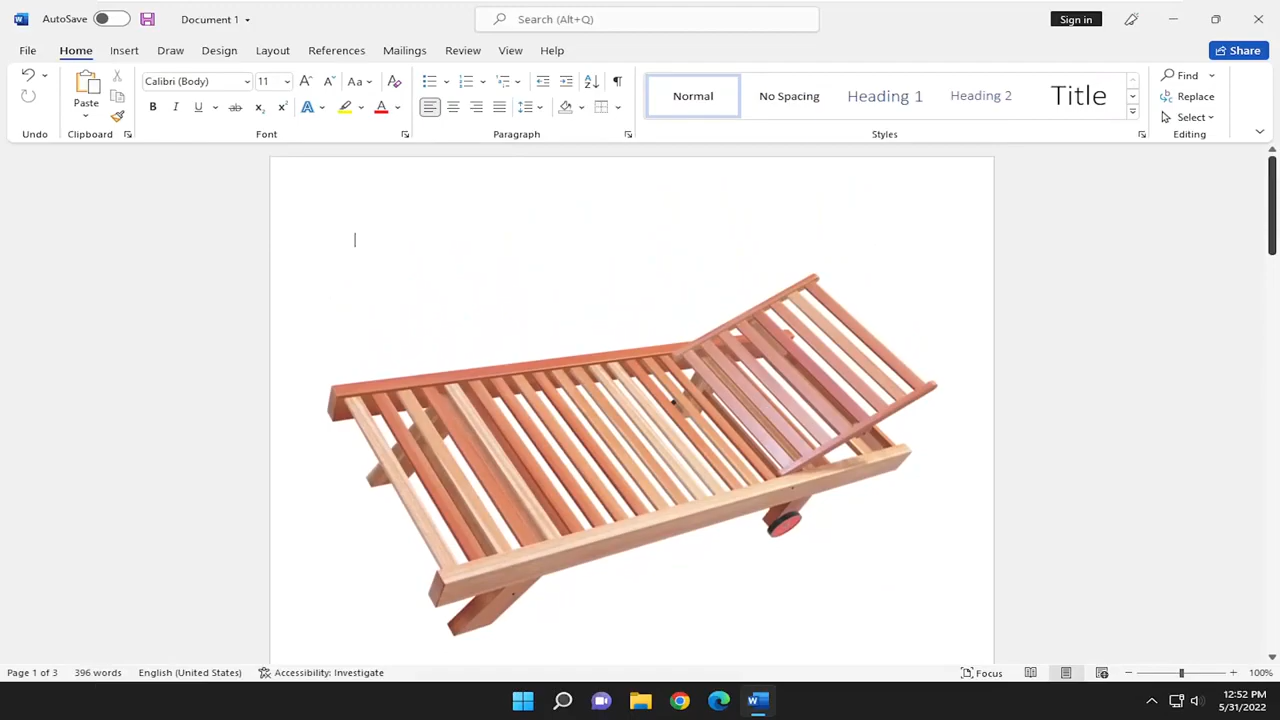 AutoSave Document 1 Search (Alt+Q) Sign in
File Home Insert Draw Design Layout References Mailings Review View Help Share
Paste Calibri (Body) 11 Normal No Spacing Heading 1 Heading 2 Title Find
Replace
Select
Undo Clipboard Font Paragraph Styles Editing
Page 1 of 3 396 words English (United States) Accessibility: Investigate Focus 100%
12:52 PM
5/31/2022